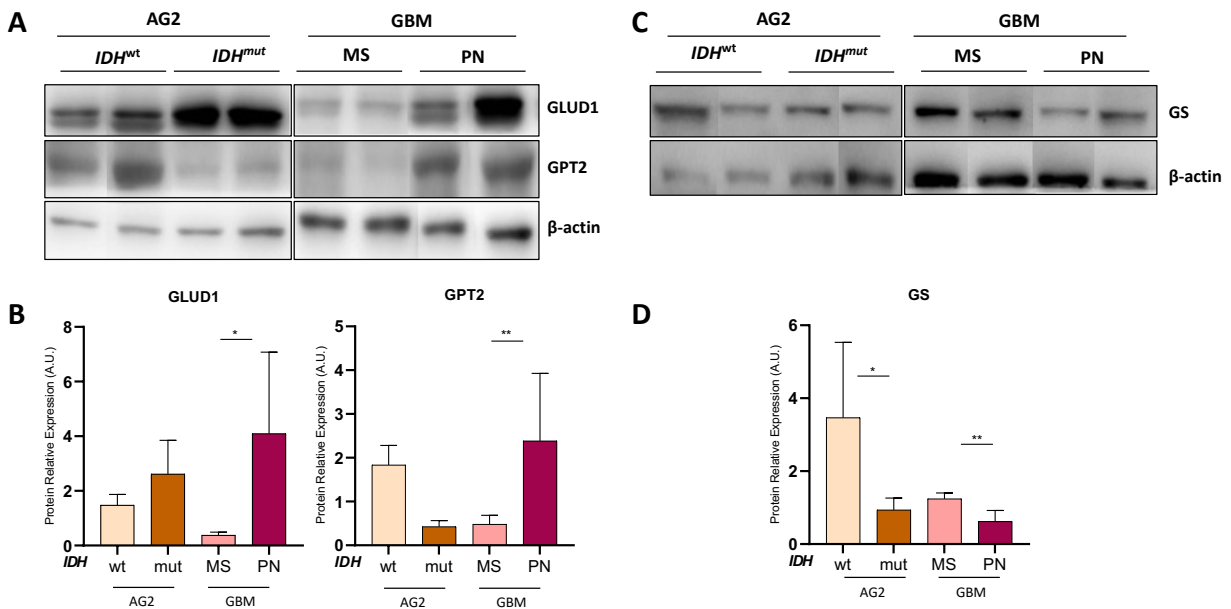 A
AG2
GBM
IDHwt
IDHmut
MS
PN
GLUD1
GPT2
β-actin
C
AG2
GBM
IDHwt
IDHmut
MS
PN
GS
β-actin
B
GLUD1
Protein Relative Expression (A.U.)
8
6
4
2
0
*
IDH wt mut MS PN
AG2 GBM
GPT2
Protein Relative Expression (A.U.)
5
4
3
2
1
0
**
wt mut MS PN
AG2 GBM
D
GS
Protein Relative Expression (A.U.)
6
4
2
0
*
**
IDH wt mut MS PN
AG2 GBM